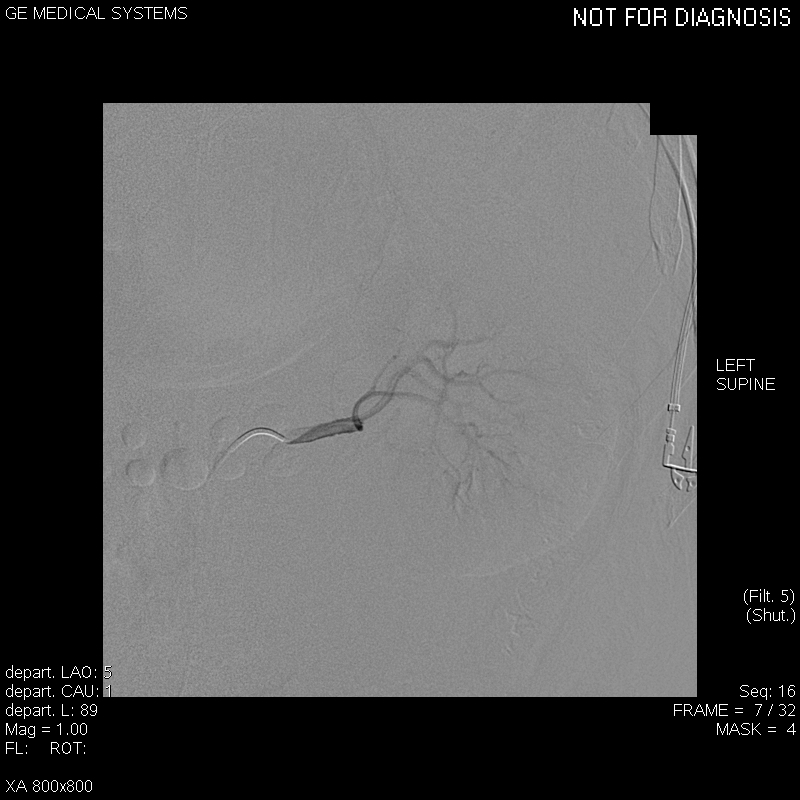 GE MEDICAL SYSTEMS
NOT FOR DIAGNOSIS
LEFT
SUPINE
(Filt. 5)
(Shut.)
depart. LAO: 5
depart. CAU: 1
depart. L: 89
Mag = 1.00
FL: ROT:
Seq: 16
FRAME = 7 / 32
MASK = 4
XA 800x800